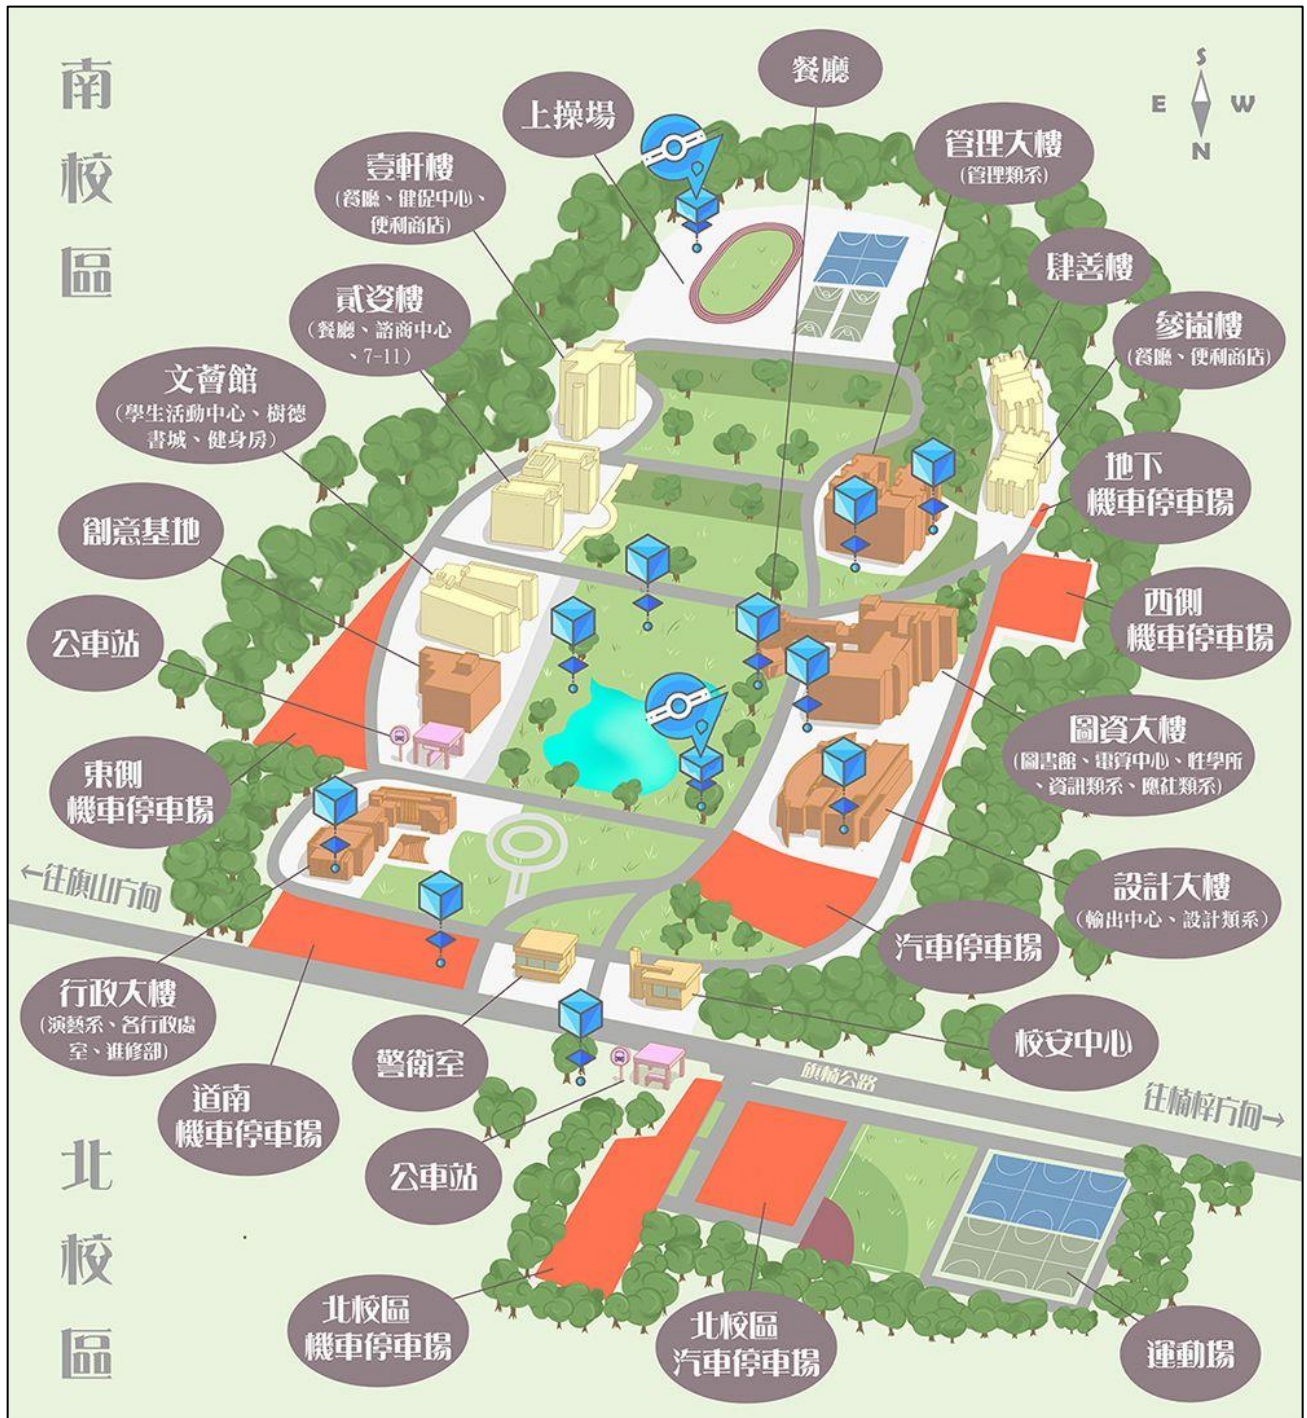 南
校
區
餐廳
上操場
S
E W
N
管理大樓
(管理類系)
壹軒樓
(餐廳、健促中心、
便利商店)
肆善樓
貳姿樓
(餐廳、諮商中心
、7-11)
參嵐樓
(餐廳、便利商店)
文薈館
(學生活動中心、樹德
書城、健身房)
地下
機車停車場
創意基地
西側
機車停車場
公車站
圖資大樓
(圖書館、電算中心、性學所
、資訊類系、應社類系)
東側
機車停車場
←往旗山方向
設計大樓
(輸出中心、設計類系)
汽車停車場
行政大樓
(演藝系、各行政處
室、進修部)
校安中心
警衛室
旗楠公路
往楠梓方向→
道南
機車停車場
公車站
北
校
區
北校區
機車停車場
北校區
汽車停車場
運動場